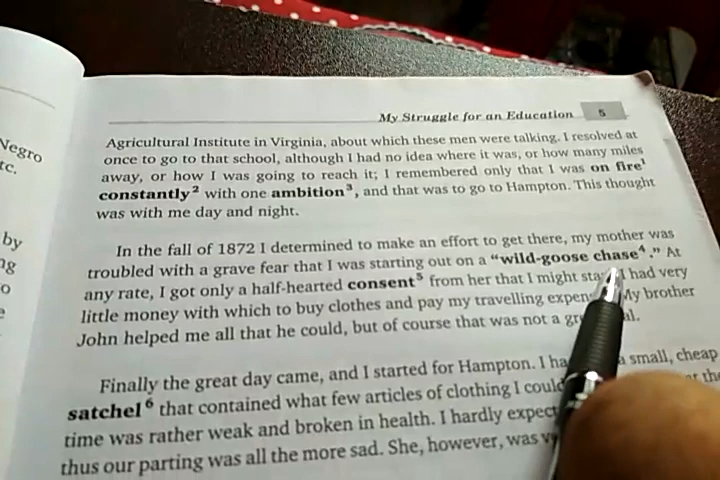 My Struggle for an Education 5
Agricultural Institute in Virginia, about which these men were talking. I resolved at
once to go to that school, although I had no idea where it was, or how many miles
away, or how I was going to reach it; I remembered only that I was on fire¹
constantly² with one ambition³, and that was to go to Hampton. This thought
was with me day and night.
In the fall of 1872 I determined to make an effort to get there, my mother was
troubled with a grave fear that I was starting out on a “wild-goose chase⁴.” At
any rate, I got only a half-hearted consent⁵ from her that I might I had very
little money with which to buy clothes and pay my travelling My brother
John helped me all that he could, but of course that was not a
Finally the great day came, and I started for Hampton. I a small, cheap
satchel⁶ that contained what few articles of clothing I could
time was rather weak and broken in health. I hardly
thus our parting was all the more sad. She, however, was
Negro
tc.
by